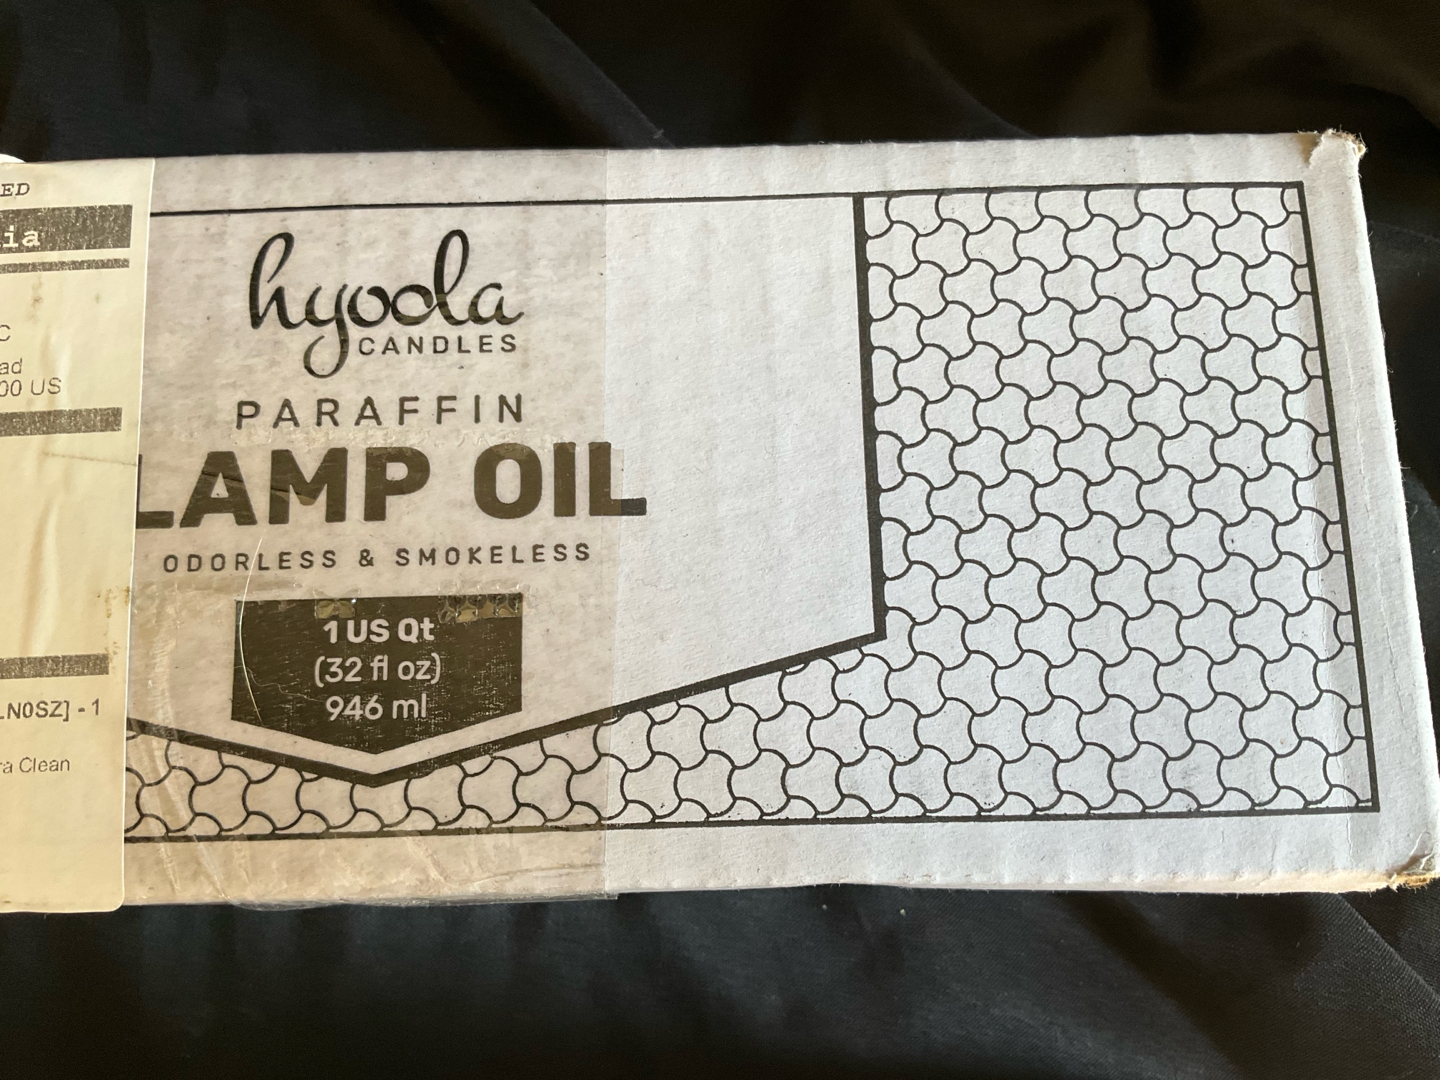 ED
ia
C
ad
00 US
LN0SZ] - 1
ra Clean
hyoola
CANDLES
PARAFFIN
LAMP OIL
ODORLESS & SMOKELESS
1 US Qt
(32 fl oz)
946 ml